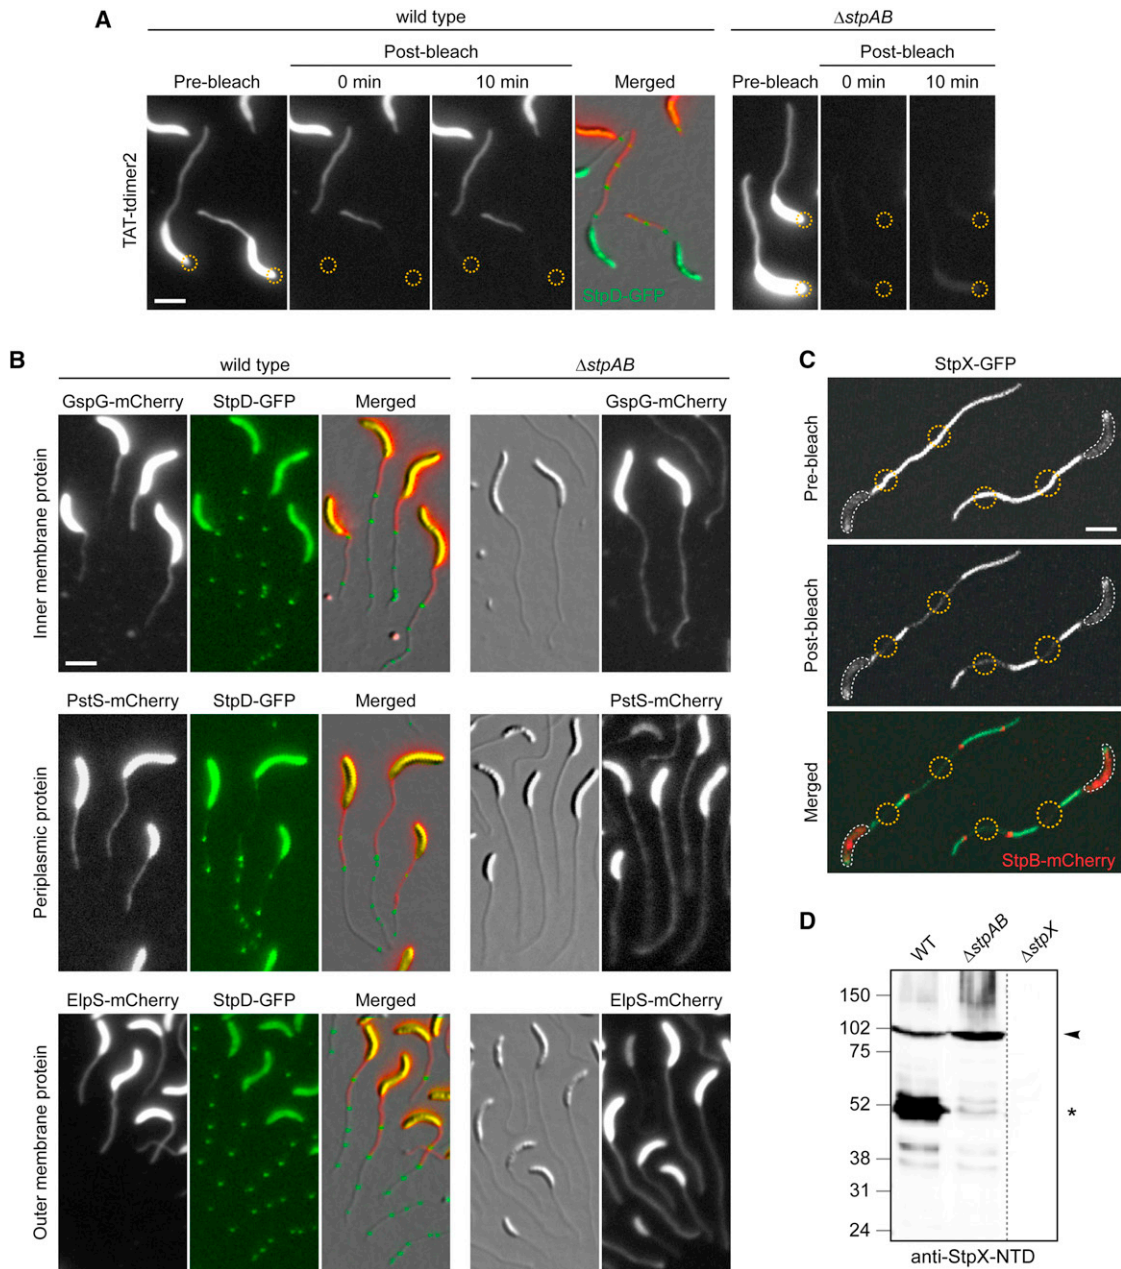 A
wild type
ΔstpAB
Post-bleach
Post-bleach
Pre-bleach
0 min
10 min
Merged
Pre-bleach
0 min
10 min
TAT-tdimer2
StpD-GFP
B
wild type
ΔstpAB
GspG-mCherry
StpD-GFP
Merged
GspG-mCherry
Inner membrane protein
PstS-mCherry
StpD-GFP
Merged
PstS-mCherry
Periplasmic protein
ElpS-mCherry
StpD-GFP
Merged
ElpS-mCherry
Outer membrane protein
C
StpX-GFP
Pre-bleach
Post-bleach
Merged
StpB-mCherry
D
WT
ΔstpAB
ΔstpX
150
102
75
52
*
38
31
24
anti-StpX-NTD